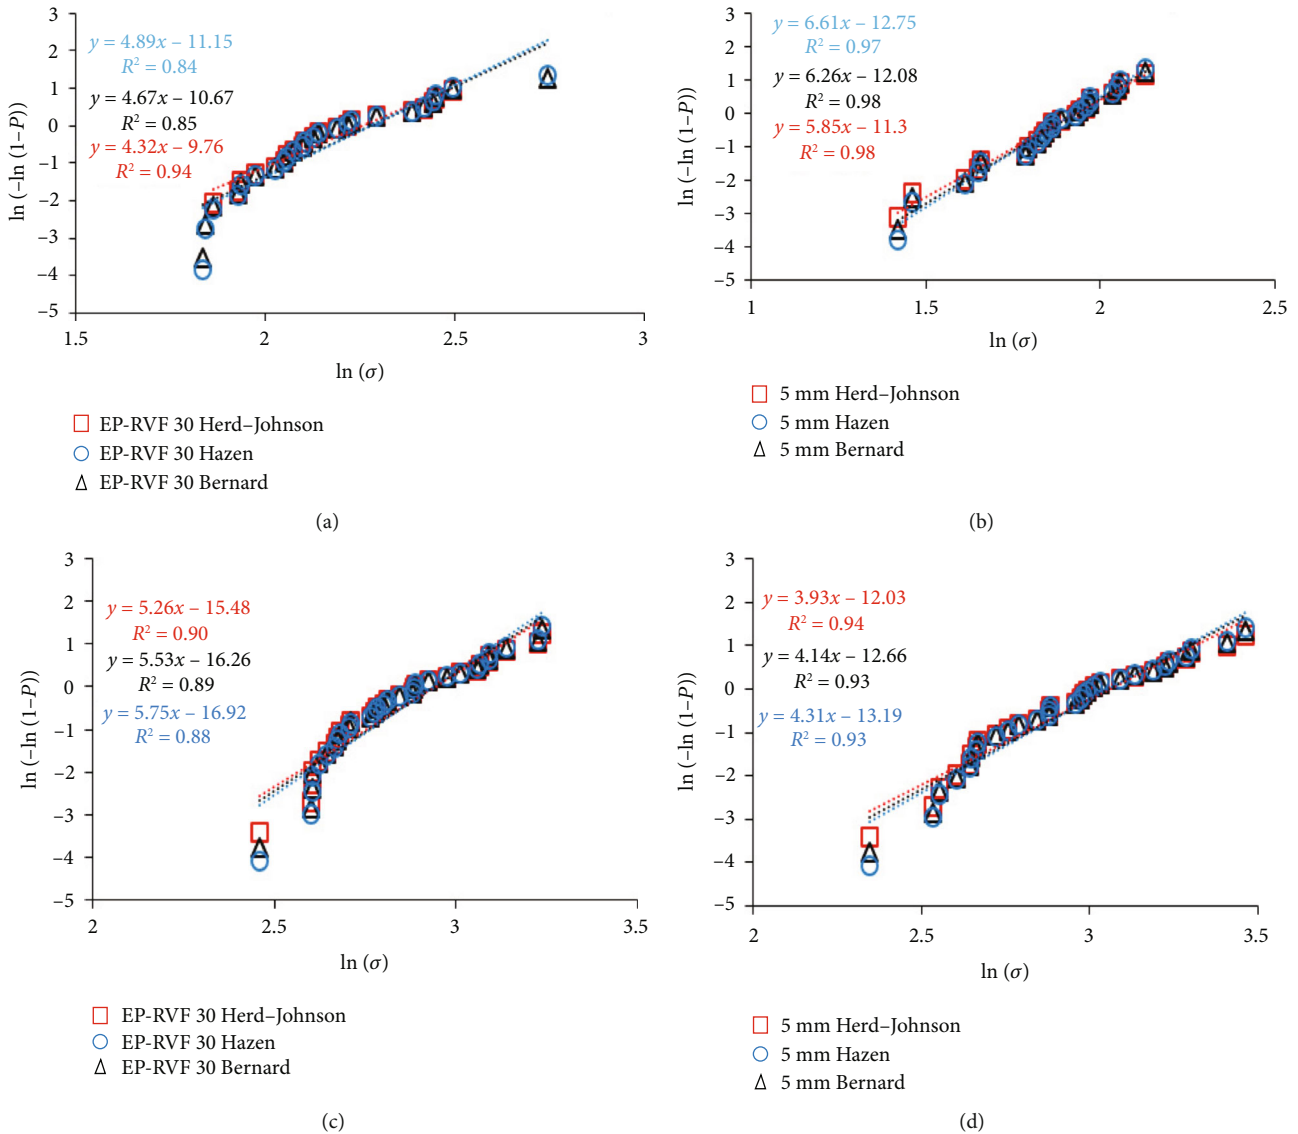 3
2
1
0
−1
−2
−3
−4
−5
ln (−ln (1−P))
y = 4.89x − 11.15
R² = 0.84
y = 4.67x − 10.67
R² = 0.85
y = 4.32x − 9.76
R² = 0.94
1.5
2
2.5
3
ln (σ)
EP-RVF 30 Herd–Johnson
EP-RVF 30 Hazen
EP-RVF 30 Bernard
(a)
3
2
1
0
−1
−2
−3
−4
−5
ln (−ln (1−P))
y = 6.61x − 12.75
R² = 0.97
y = 6.26x − 12.08
R² = 0.98
y = 5.85x − 11.3
R² = 0.98
1
1.5
2
2.5
ln (σ)
5 mm Herd–Johnson
5 mm Hazen
5 mm Bernard
(b)
3
2
1
0
−1
−2
−3
−4
−5
ln (−ln (1−P))
y = 5.26x − 15.48
R² = 0.90
y = 5.53x − 16.26
R² = 0.89
y = 5.75x − 16.92
R² = 0.88
2
2.5
3
3.5
ln (σ)
EP-RVF 30 Herd–Johnson
EP-RVF 30 Hazen
EP-RVF 30 Bernard
(c)
3
2
1
0
−1
−2
−3
−4
−5
ln (−ln (1−P))
y = 3.93x − 12.03
R² = 0.94
y = 4.14x − 12.66
R² = 0.93
y = 4.31x − 13.19
R² = 0.93
2
2.5
3
3.5
ln (σ)
5 mm Herd–Johnson
5 mm Hazen
5 mm Bernard
(d)